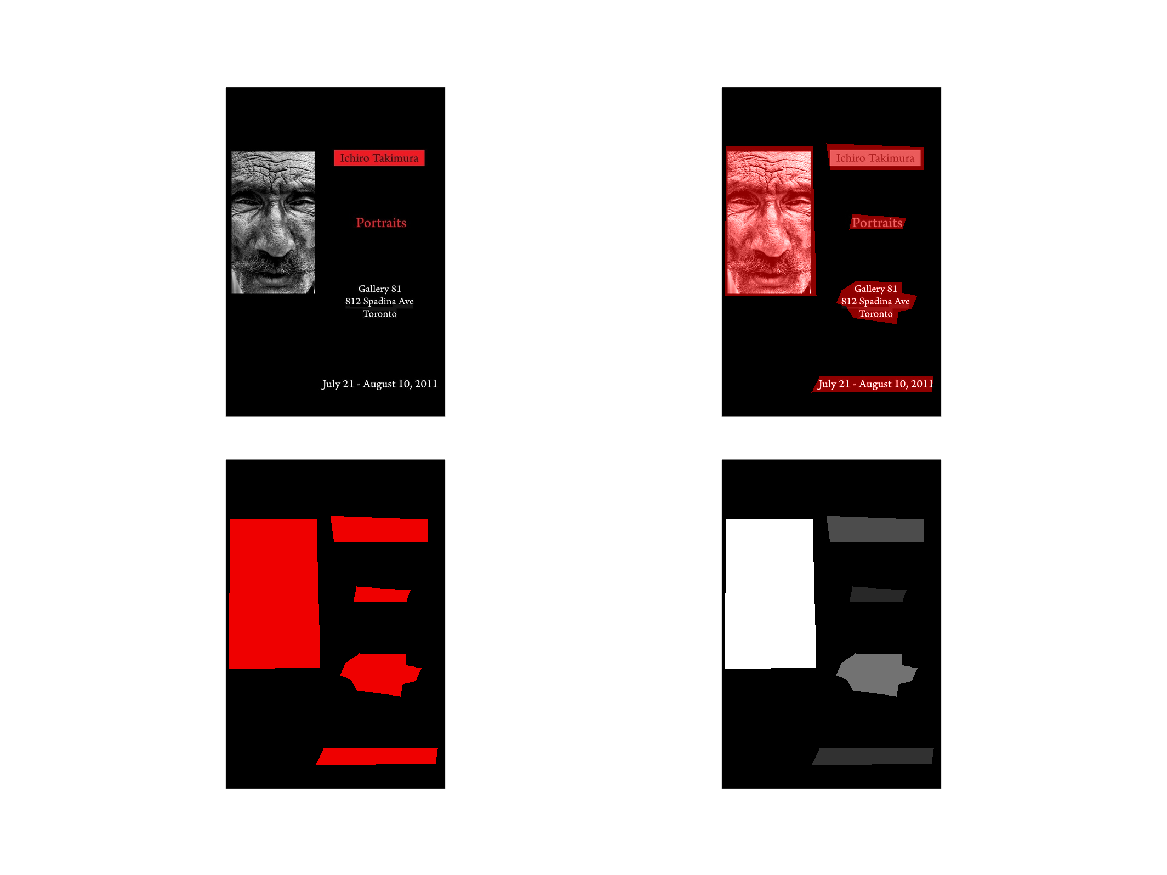 Ichiro Takimura
Portraits
Gallery 81
812 Spadina Ave
Toronto
July 21 - August 10, 2011
Ichiro Takimura
Portraits
Gallery 81
812 Spadina Ave
Toronto
July 21 - August 10, 2011